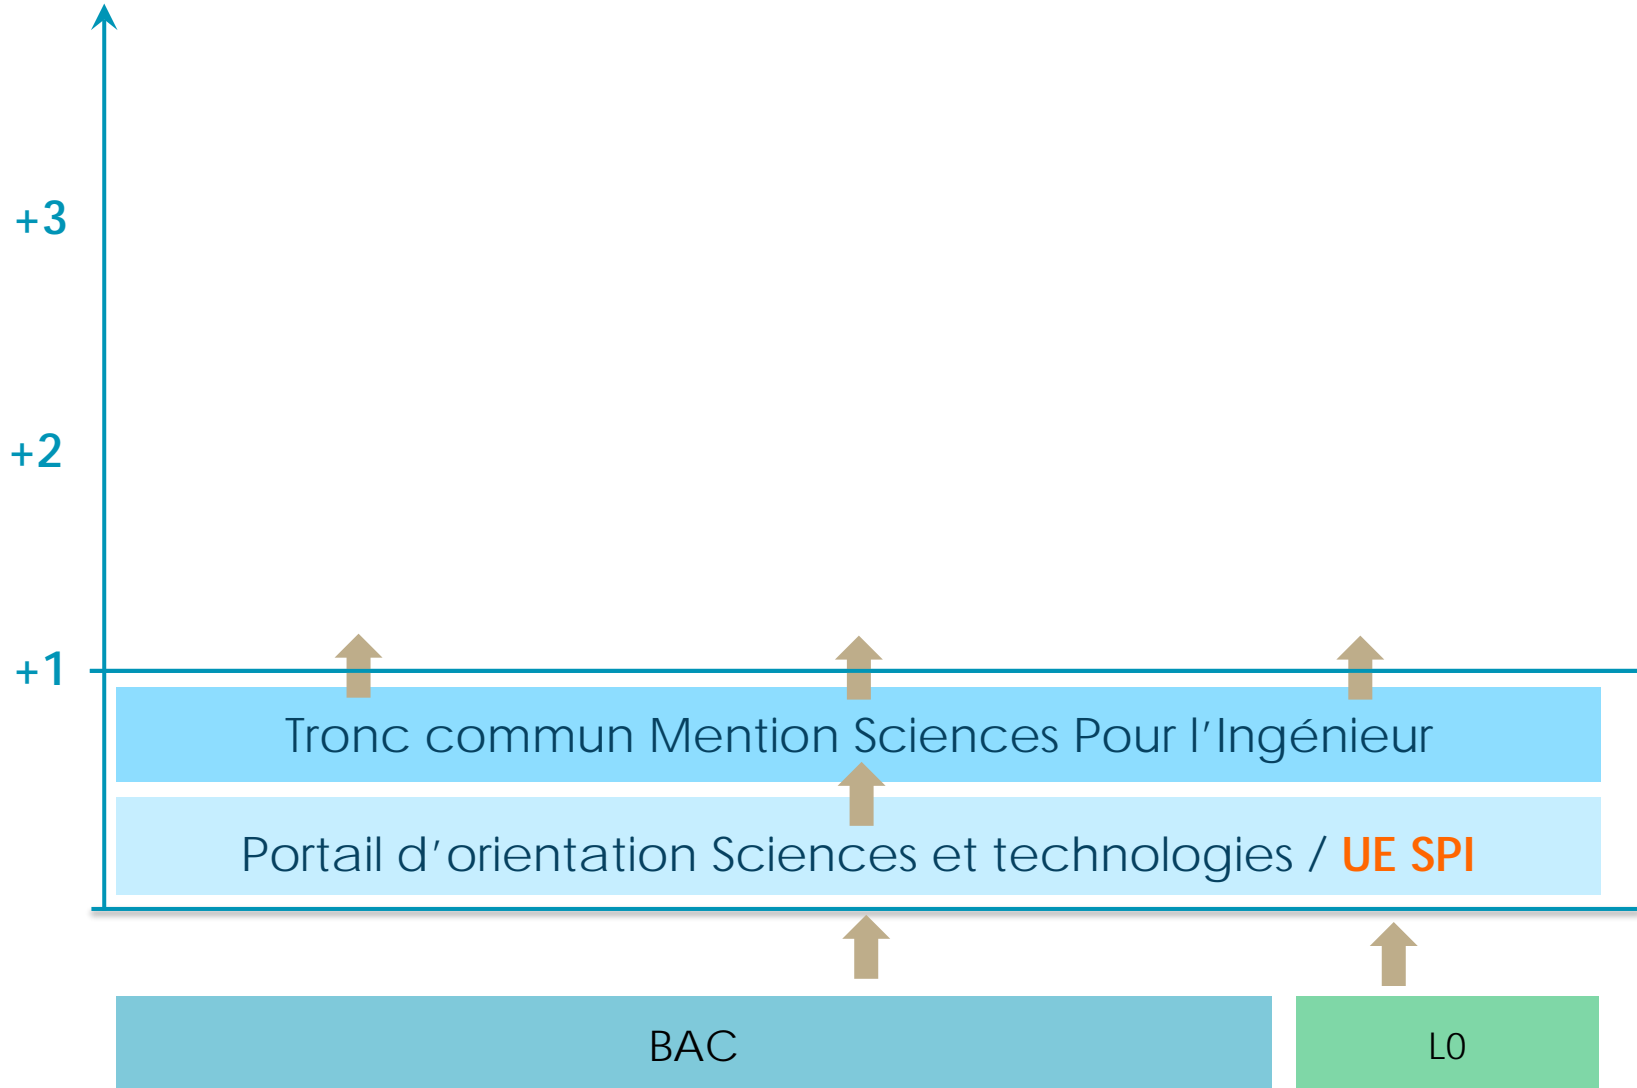 +3
+2
+1
Tronc commun Mention Sciences Pour l’Ingénieur
Portail d’orientation Sciences et technologies / UE SPI
BAC
L0